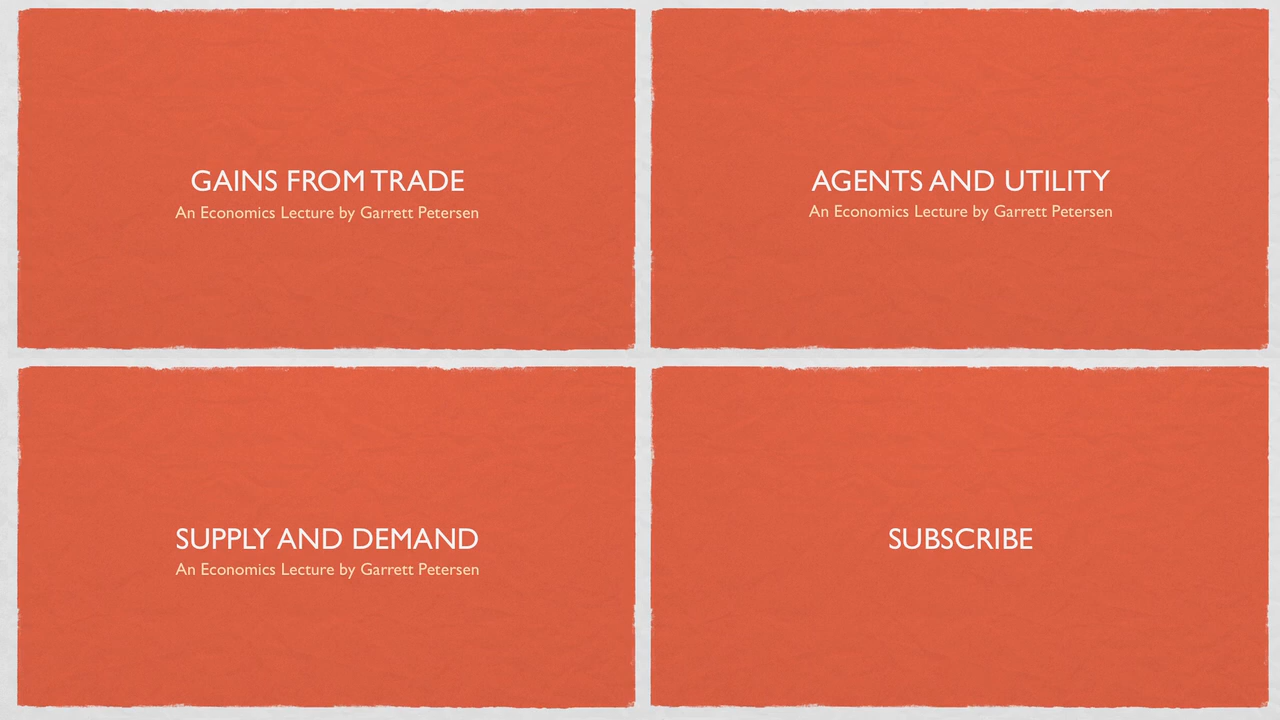 GAINS FROM TRADE
An Economics Lecture by Garrett Petersen
AGENTS AND UTILITY
An Economics Lecture by Garrett Petersen
SUPPLY AND DEMAND
An Economics Lecture by Garrett Petersen
SUBSCRIBE